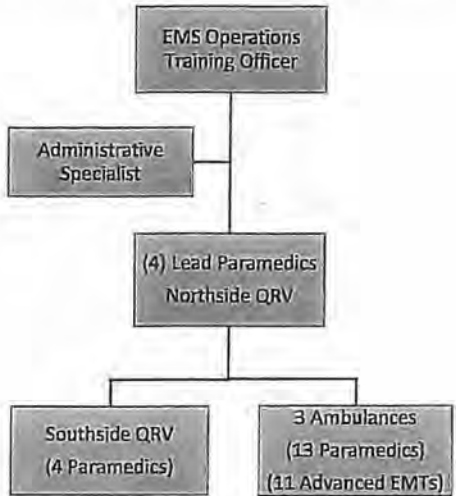 EMS Operations
Training Officer
Administrative
Specialist
(4) Lead Paramedics
Northside QRV
Southside QRV
(4 Paramedics)
3 Ambulances
(13 Paramedics)
(11 Advanced EMTs)